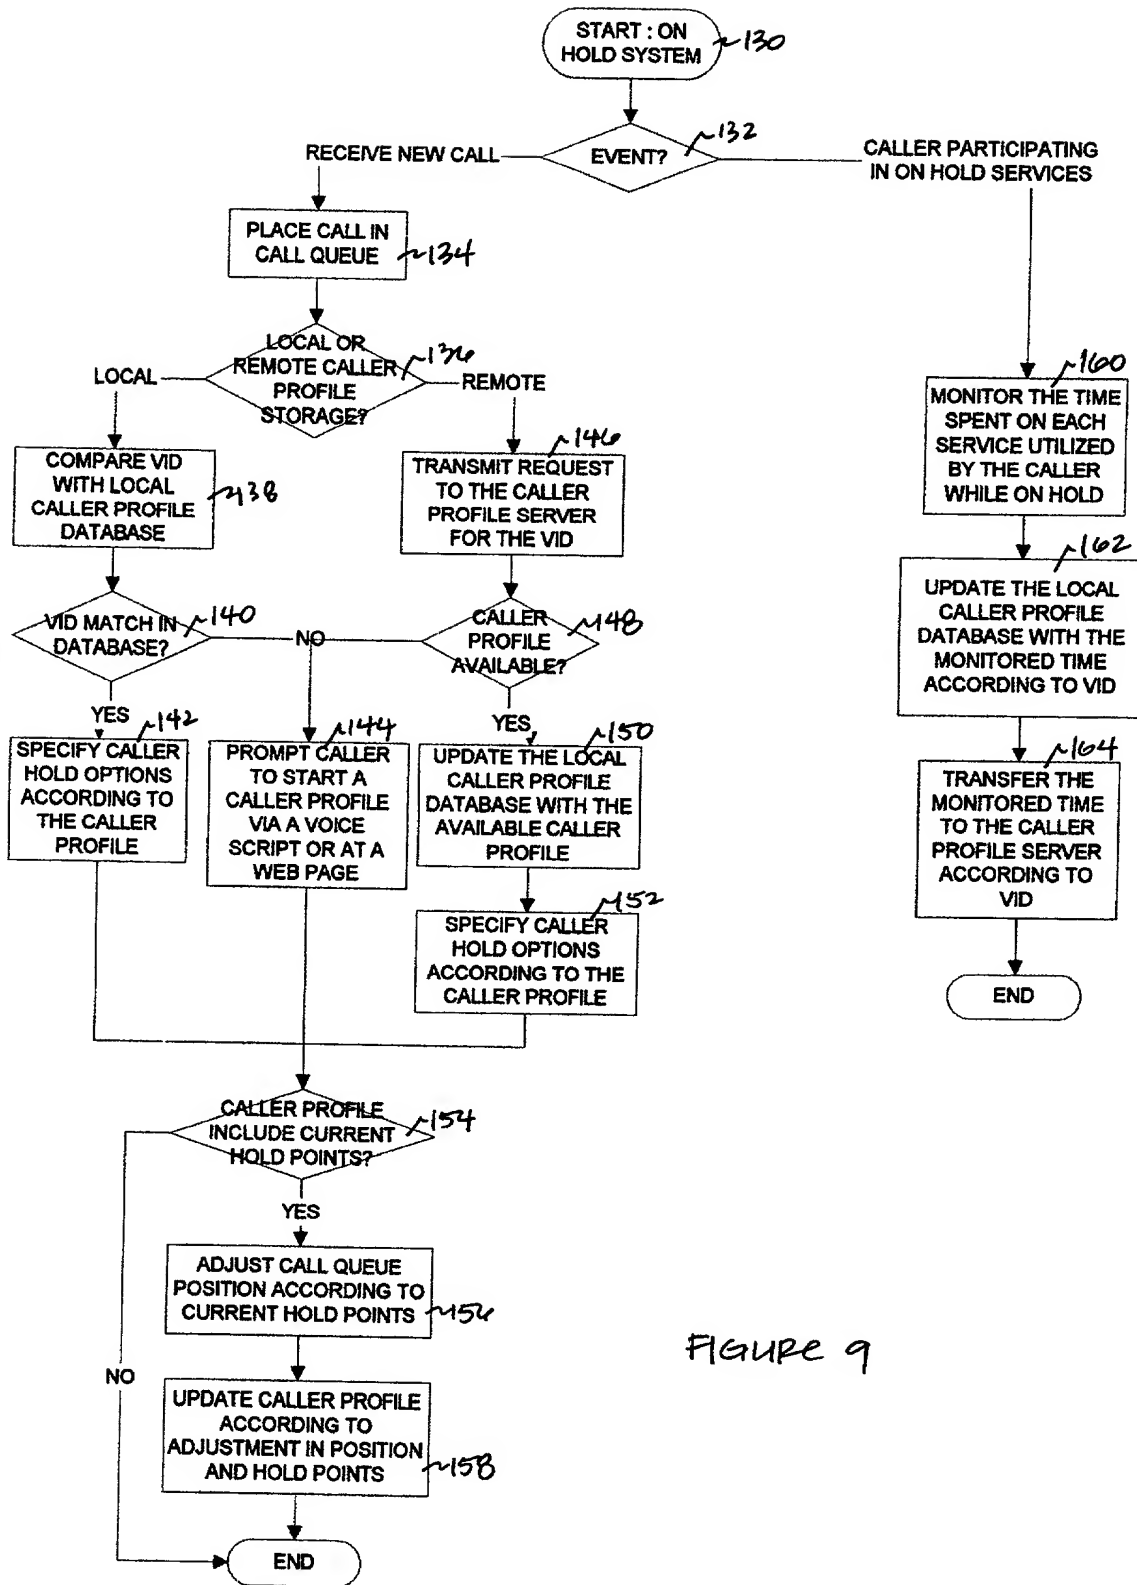 START : ON
HOLD SYSTEM
~130
EVENT?
~132
RECEIVE NEW CALL
CALLER PARTICIPATING
IN ON HOLD SERVICES
PLACE CALL IN
CALL QUEUE
~134
LOCAL OR
REMOTE CALLER
PROFILE
STORAGE?
~136
LOCAL
REMOTE
COMPARE VID
WITH LOCAL
CALLER PROFILE
DATABASE
~138
~146
TRANSMIT REQUEST
TO THE CALLER
PROFILE SERVER
FOR THE VID
~160
MONITOR THE TIME
SPENT ON EACH
SERVICE UTILIZED
BY THE CALLER
WHILE ON HOLD
VID MATCH IN
DATABASE?
~140
NO
CALLER
PROFILE
AVAILABLE?
~148
~162
UPDATE THE LOCAL
CALLER PROFILE
DATABASE WITH THE
MONITORED TIME
ACCORDING TO VID
YES
~142
SPECIFY CALLER
HOLD OPTIONS
ACCORDING TO
THE CALLER
PROFILE
~144
PROMPT CALLER
TO START A
CALLER PROFILE
VIA A VOICE
SCRIPT OR AT A
WEB PAGE
YES
~150
UPDATE THE LOCAL
CALLER PROFILE
DATABASE WITH THE
AVAILABLE CALLER
PROFILE
~164
TRANSFER THE
MONITORED TIME
TO THE CALLER
PROFILE SERVER
ACCORDING TO
VID
~152
SPECIFY CALLER
HOLD OPTIONS
ACCORDING TO THE
CALLER PROFILE
END
CALLER PROFILE
INCLUDE CURRENT
HOLD POINTS?
~154
YES
ADJUST CALL QUEUE
POSITION ACCORDING TO
CURRENT HOLD POINTS
~156
NO
UPDATE CALLER PROFILE
ACCORDING TO
ADJUSTMENT IN POSITION
AND HOLD POINTS
~158
END
FIGURE 9